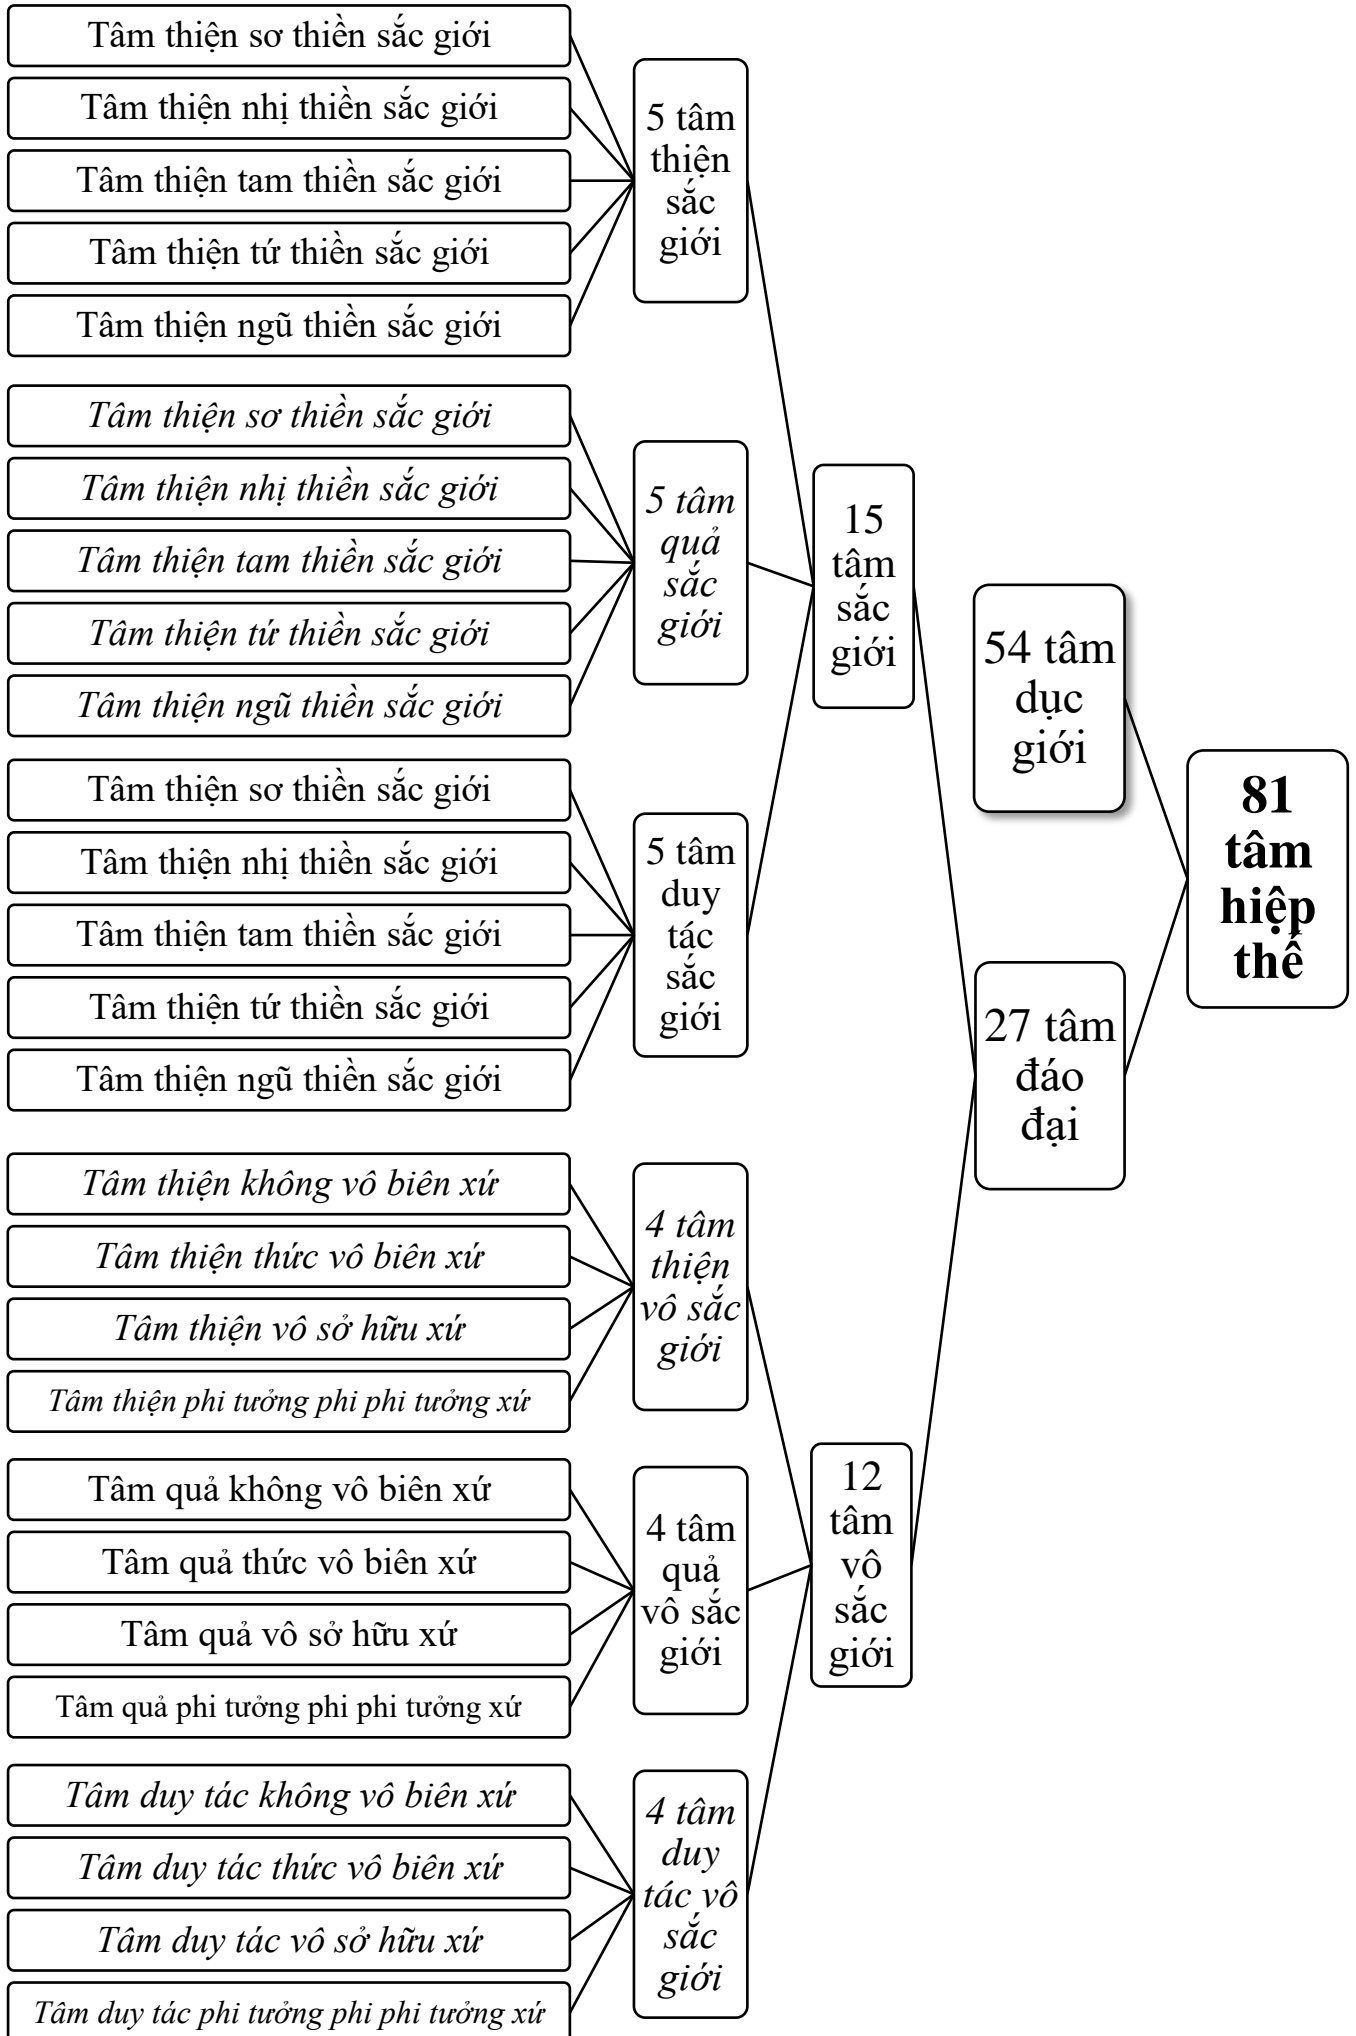 Tâm thiện sơ thiền sắc giới
Tâm thiện nhị thiền sắc giới
Tâm thiện tam thiền sắc giới
Tâm thiện tứ thiền sắc giới
Tâm thiện ngũ thiền sắc giới
5 tâm
thiện
sắc
giới
Tâm thiện sơ thiền sắc giới
Tâm thiện nhị thiền sắc giới
Tâm thiện tam thiền sắc giới
Tâm thiện tứ thiền sắc giới
Tâm thiện ngũ thiền sắc giới
5 tâm
quả
sắc
giới
Tâm thiện sơ thiền sắc giới
Tâm thiện nhị thiền sắc giới
Tâm thiện tam thiền sắc giới
Tâm thiện tứ thiền sắc giới
Tâm thiện ngũ thiền sắc giới
5 tâm
duy
tác
sắc
giới
15
tâm
sắc
giới
Tâm thiện không vô biên xứ
Tâm thiện thức vô biên xứ
Tâm thiện vô sở hữu xứ
Tâm thiện phi tưởng phi phi tưởng xứ
4 tâm
thiện
vô sắc
giới
Tâm quả không vô biên xứ
Tâm quả thức vô biên xứ
Tâm quả vô sở hữu xứ
Tâm quả phi tưởng phi phi tưởng xứ
4 tâm
quả
vô sắc
giới
Tâm duy tác không vô biên xứ
Tâm duy tác thức vô biên xứ
Tâm duy tác vô sở hữu xứ
Tâm duy tác phi tưởng phi phi tưởng xứ
4 tâm
duy
tác vô
sắc
giới
12
tâm
vô
sắc
giới
54 tâm
dục
giới
27 tâm
đáo
đại
81
tâm
hiệp
thế